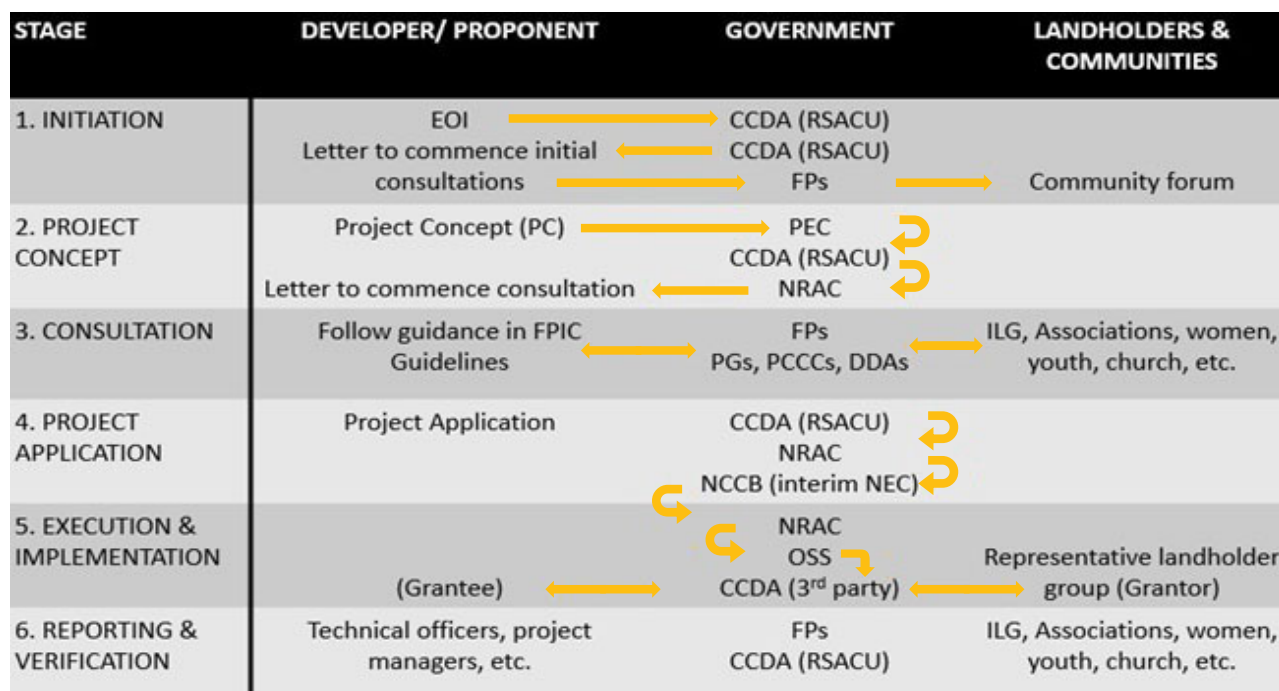 STAGE DEVELOPER/ PROPONENT GOVERNMENT LANDHOLDERS &
COMMUNITIES
1. INITIATION EOI CCDA (RSACU)
Letter to commence initial CCDA (RSACU)
consultations FPs Community forum
2. PROJECT Project Concept (PC) PEC
CONCEPT CCDA (RSACU)
Letter to commence consultation NRAC
3. CONSULTATION Follow guidance in FPIC FPs ILG, Associations, women,
Guidelines PGs, PCCCs, DDAs youth, church, etc.
4. PROJECT Project Application CCDA (RSACU)
APPLICATION NRAC
NCCB (interim NEC)
5. EXECUTION & NRAC
IMPLEMENTATION OSS Representative landholder
(Grantee) CCDA (3rd party) group (Grantor)
6. REPORTING & Technical officers, project FPs ILG, Associations, women,
VERIFICATION managers, etc. CCDA (RSACU) youth, church, etc.